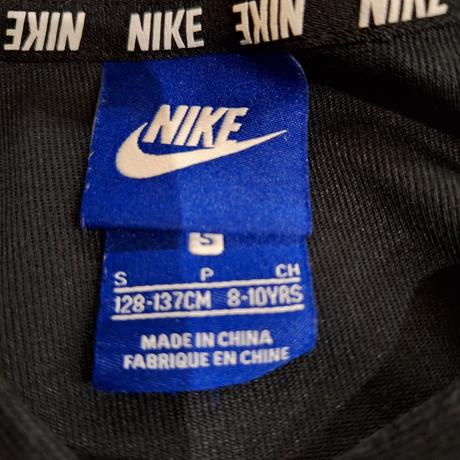 NIKE NIKE NIKE NIKE
NIKE
S
S P CH
128-137CM 8-10YRS
MADE IN CHINA
FABRIQUE EN CHINE